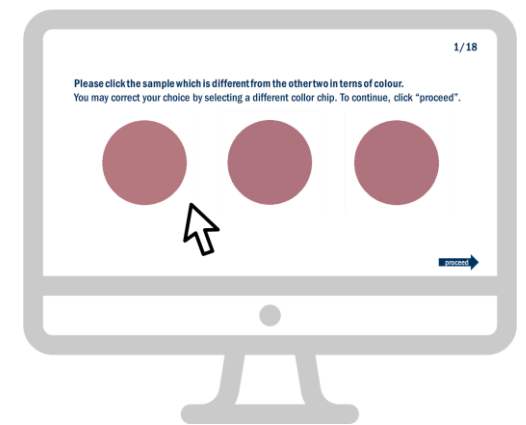 1/18
Please click the sample which is different from the other two in terns of colour.
You may correct your choice by selecting a different collor chip. To continue, click “proceed”.
proceed